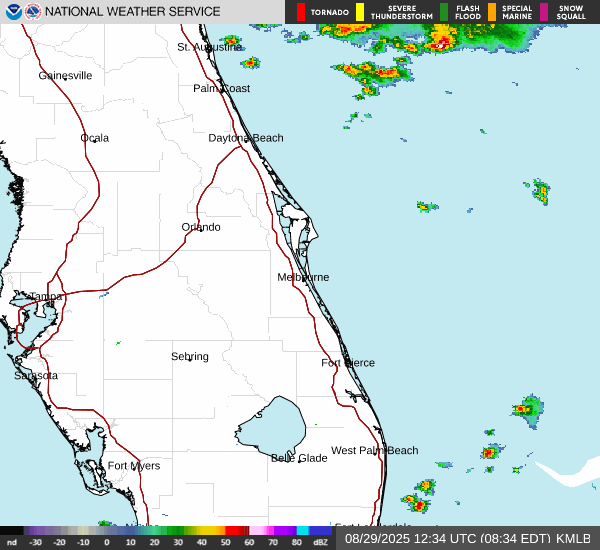 NATIONAL WEATHER SERVICE
TORNADO
SEVERE THUNDERSTORM
FLASH FLOOD
SPECIAL MARINE
SNOW SQUALL
St. Augustine
Gainesville
Palm Coast
Ocala
Daytona Beach
Orlando
Melbourne
Tampa
Sebring
Fort Pierce
Sarasota
West Palm Beach
Belle Glade
Fort Myers
Fort Lauderdale
nd -30 -20 -10 0 10 20 30 40 50 60 70 80 dBZ
08/29/2025 12:34 UTC (08:34 EDT) KMLB